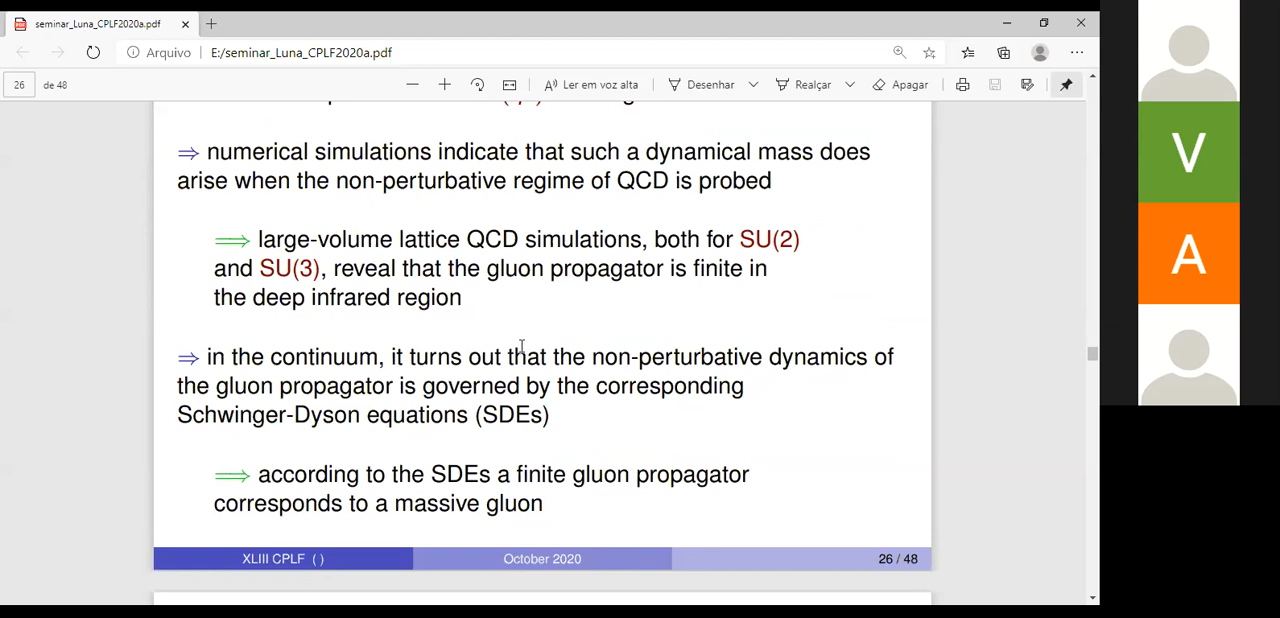 seminar_Luna_CPLF2020a.pdf
Arquivo E:/seminar_Luna_CPLF2020a.pdf
26 de 48 Ler em voz alta Desenhar Realçar Apagar
⇒ numerical simulations indicate that such a dynamical mass does
arise when the non-perturbative regime of QCD is probed
⟹ large-volume lattice QCD simulations, both for SU(2)
and SU(3), reveal that the gluon propagator is finite in
the deep infrared region
⇒ in the continuum, it turns out that the non-perturbative dynamics of
the gluon propagator is governed by the corresponding
Schwinger-Dyson equations (SDEs)
⟹ according to the SDEs a finite gluon propagator
corresponds to a massive gluon
XLIII CPLF ( ) October 2020 26 / 48
V
A